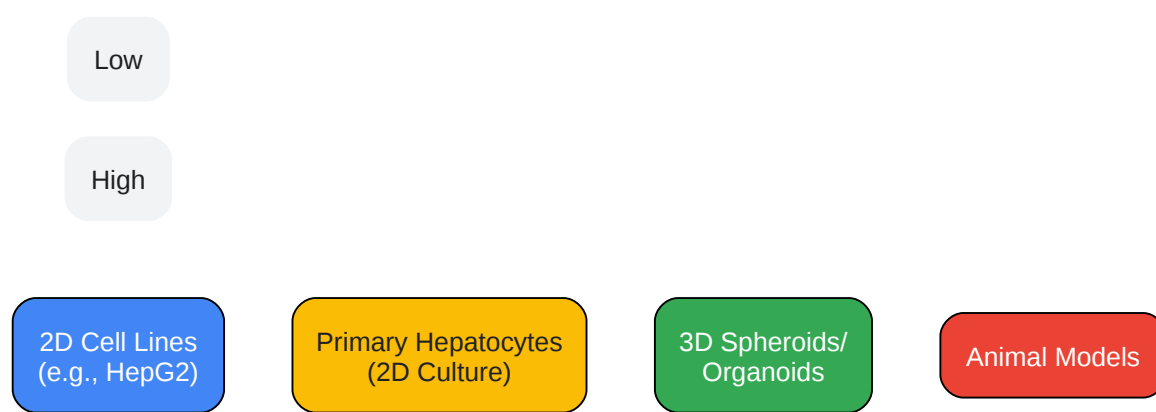 Low
High
2D Cell Lines
(e.g., HepG2)
Primary Hepatocytes
(2D Culture)
3D Spheroids/
Organoids
Animal Models